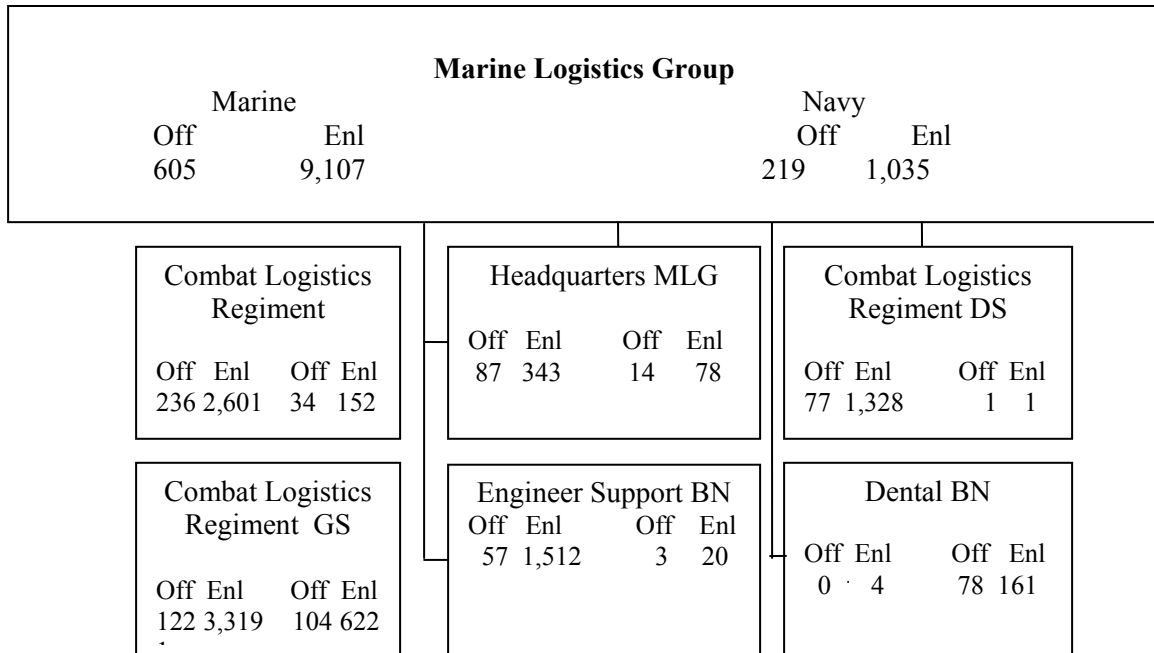 Marine Logistics Group
Marine Navy
Off Enl Off Enl
605 9,107 219 1,035
Combat Logistics
Regiment
Off Enl Off Enl
236 2,601 34 152
Headquarters MLG
Off Enl Off Enl
87 343 14 78
Combat Logistics
Regiment DS
Off Enl Off Enl
77 1,328 1 1
Combat Logistics
Regiment GS
Off Enl Off Enl
122 3,319 104 622
Engineer Support BN
Off Enl Off Enl
57 1,512 3 20
Dental BN
Off Enl Off Enl
0 4 78 161